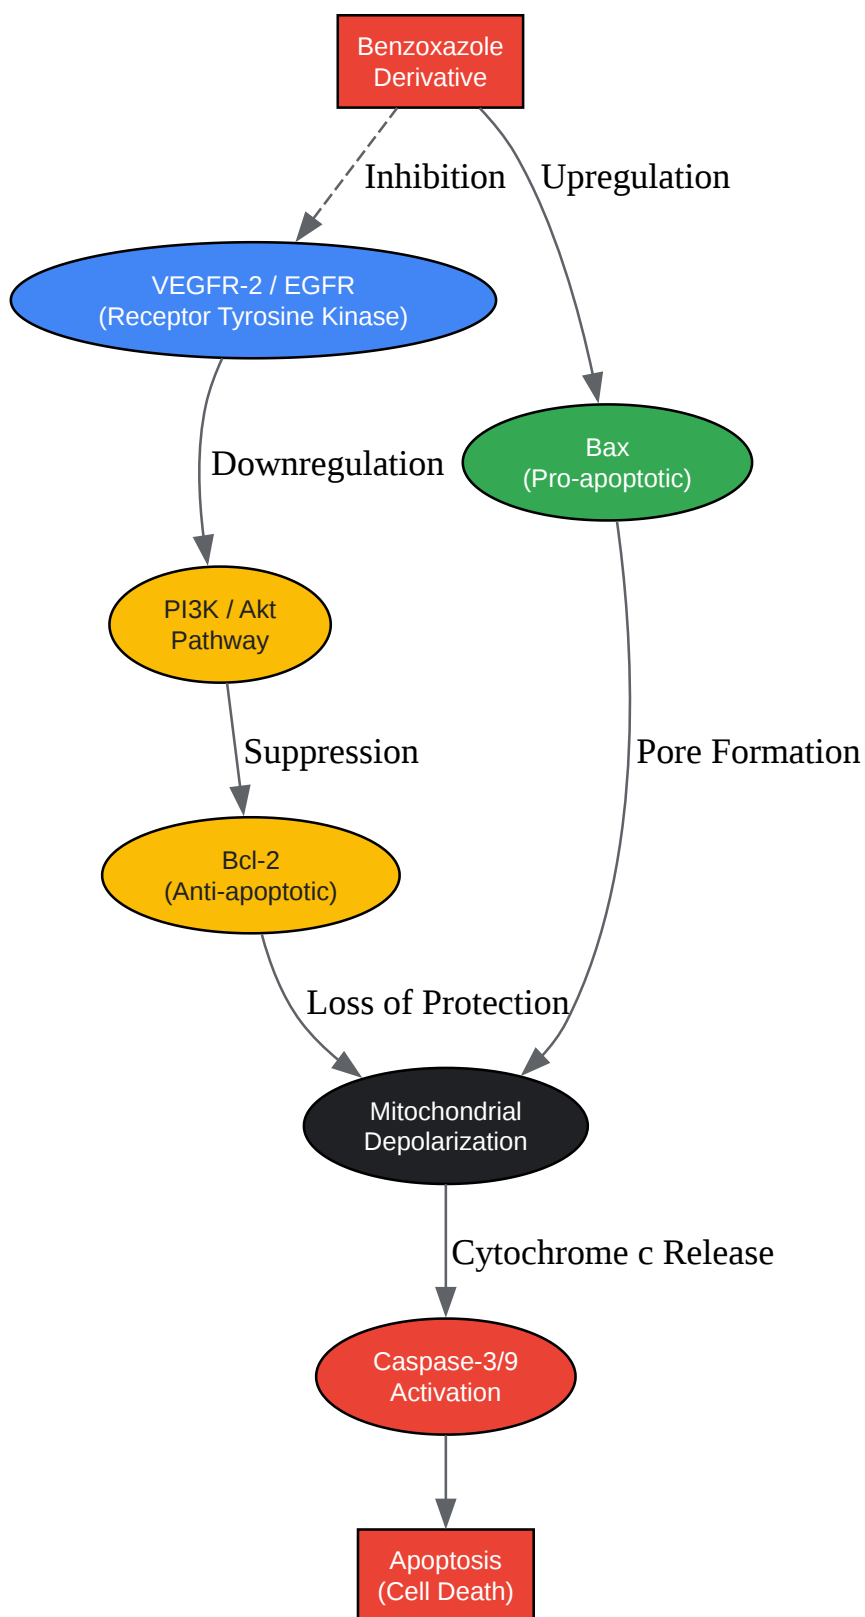 Benzoxazole
Derivative
Inhibition
Upregulation
VEGFR-2 / EGFR
(Receptor Tyrosine Kinase)
Downregulation
Bax
(Pro-apoptotic)
PI3K / Akt
Pathway
Suppression
Pore Formation
Bcl-2
(Anti-apoptotic)
Loss of Protection
Mitochondrial
Depolarization
Cytochrome c Release
Caspase-3/9
Activation
Apoptosis
(Cell Death)